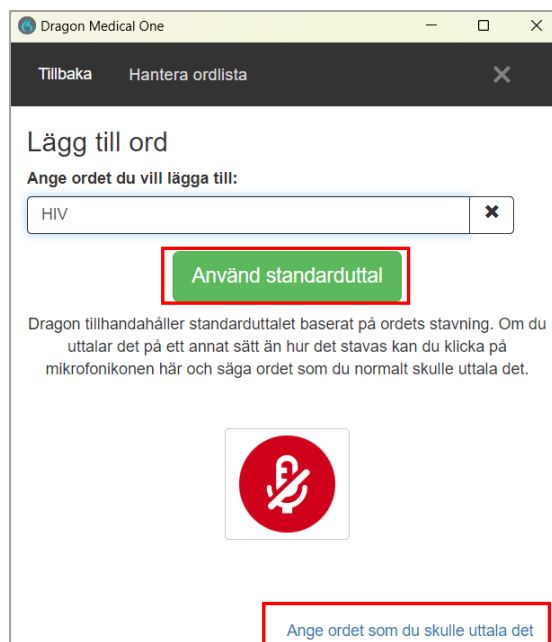 Dragon Medical One
Tillbaka Hantera ordlista
Lägg till ord
Ange ordet du vill lägga till:
HIV
Använd standarduttal
Dragon tillhandahåller standarduttalet baserat på ordets stavning. Om du
uttalar det på ett annat sätt än hur det stavas kan du klicka på
mikrofonikonen här och säga ordet som du normalt skulle uttala det.
Ange ordet som du skulle uttala det